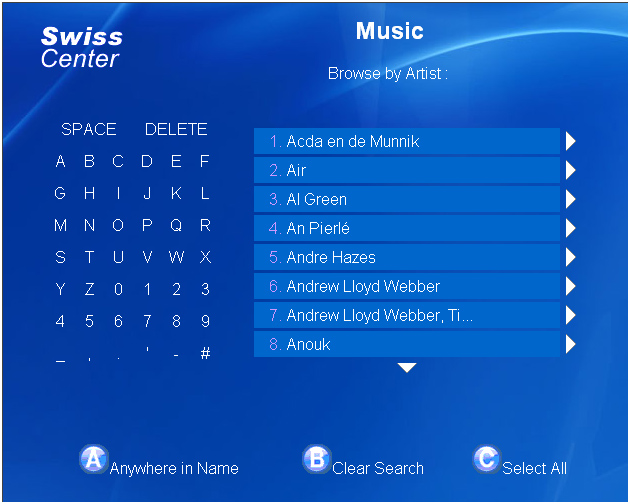 Swiss
Center
Music
Browse by Artist :
SPACE DELETE
A B C D E F
G H I J K L
M N O P Q R
S T U V W X
Y Z 0 1 2 3
4 5 6 7 8 9
_ , . ' - #
1. Acda en de Munnik
2. Air
3. Al Green
4. An Pierlé
5. Andre Hazes
6. Andrew Lloyd Webber
7. Andrew Lloyd Webber, Ti...
8. Anouk
A Anywhere in Name
B Clear Search
C Select All